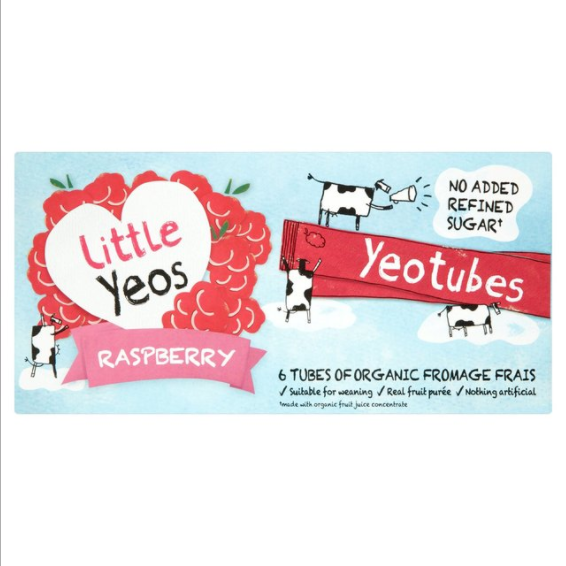 Little
Yeos
RASPBERRY
NO ADDED
REFINED
SUGAR†
Yeotubes
6 TUBES OF ORGANIC FROMAGE FRAIS
✓ Suitable for weaning ✓ Real fruit purée ✓ Nothing artificial
†made with organic fruit juice concentrate